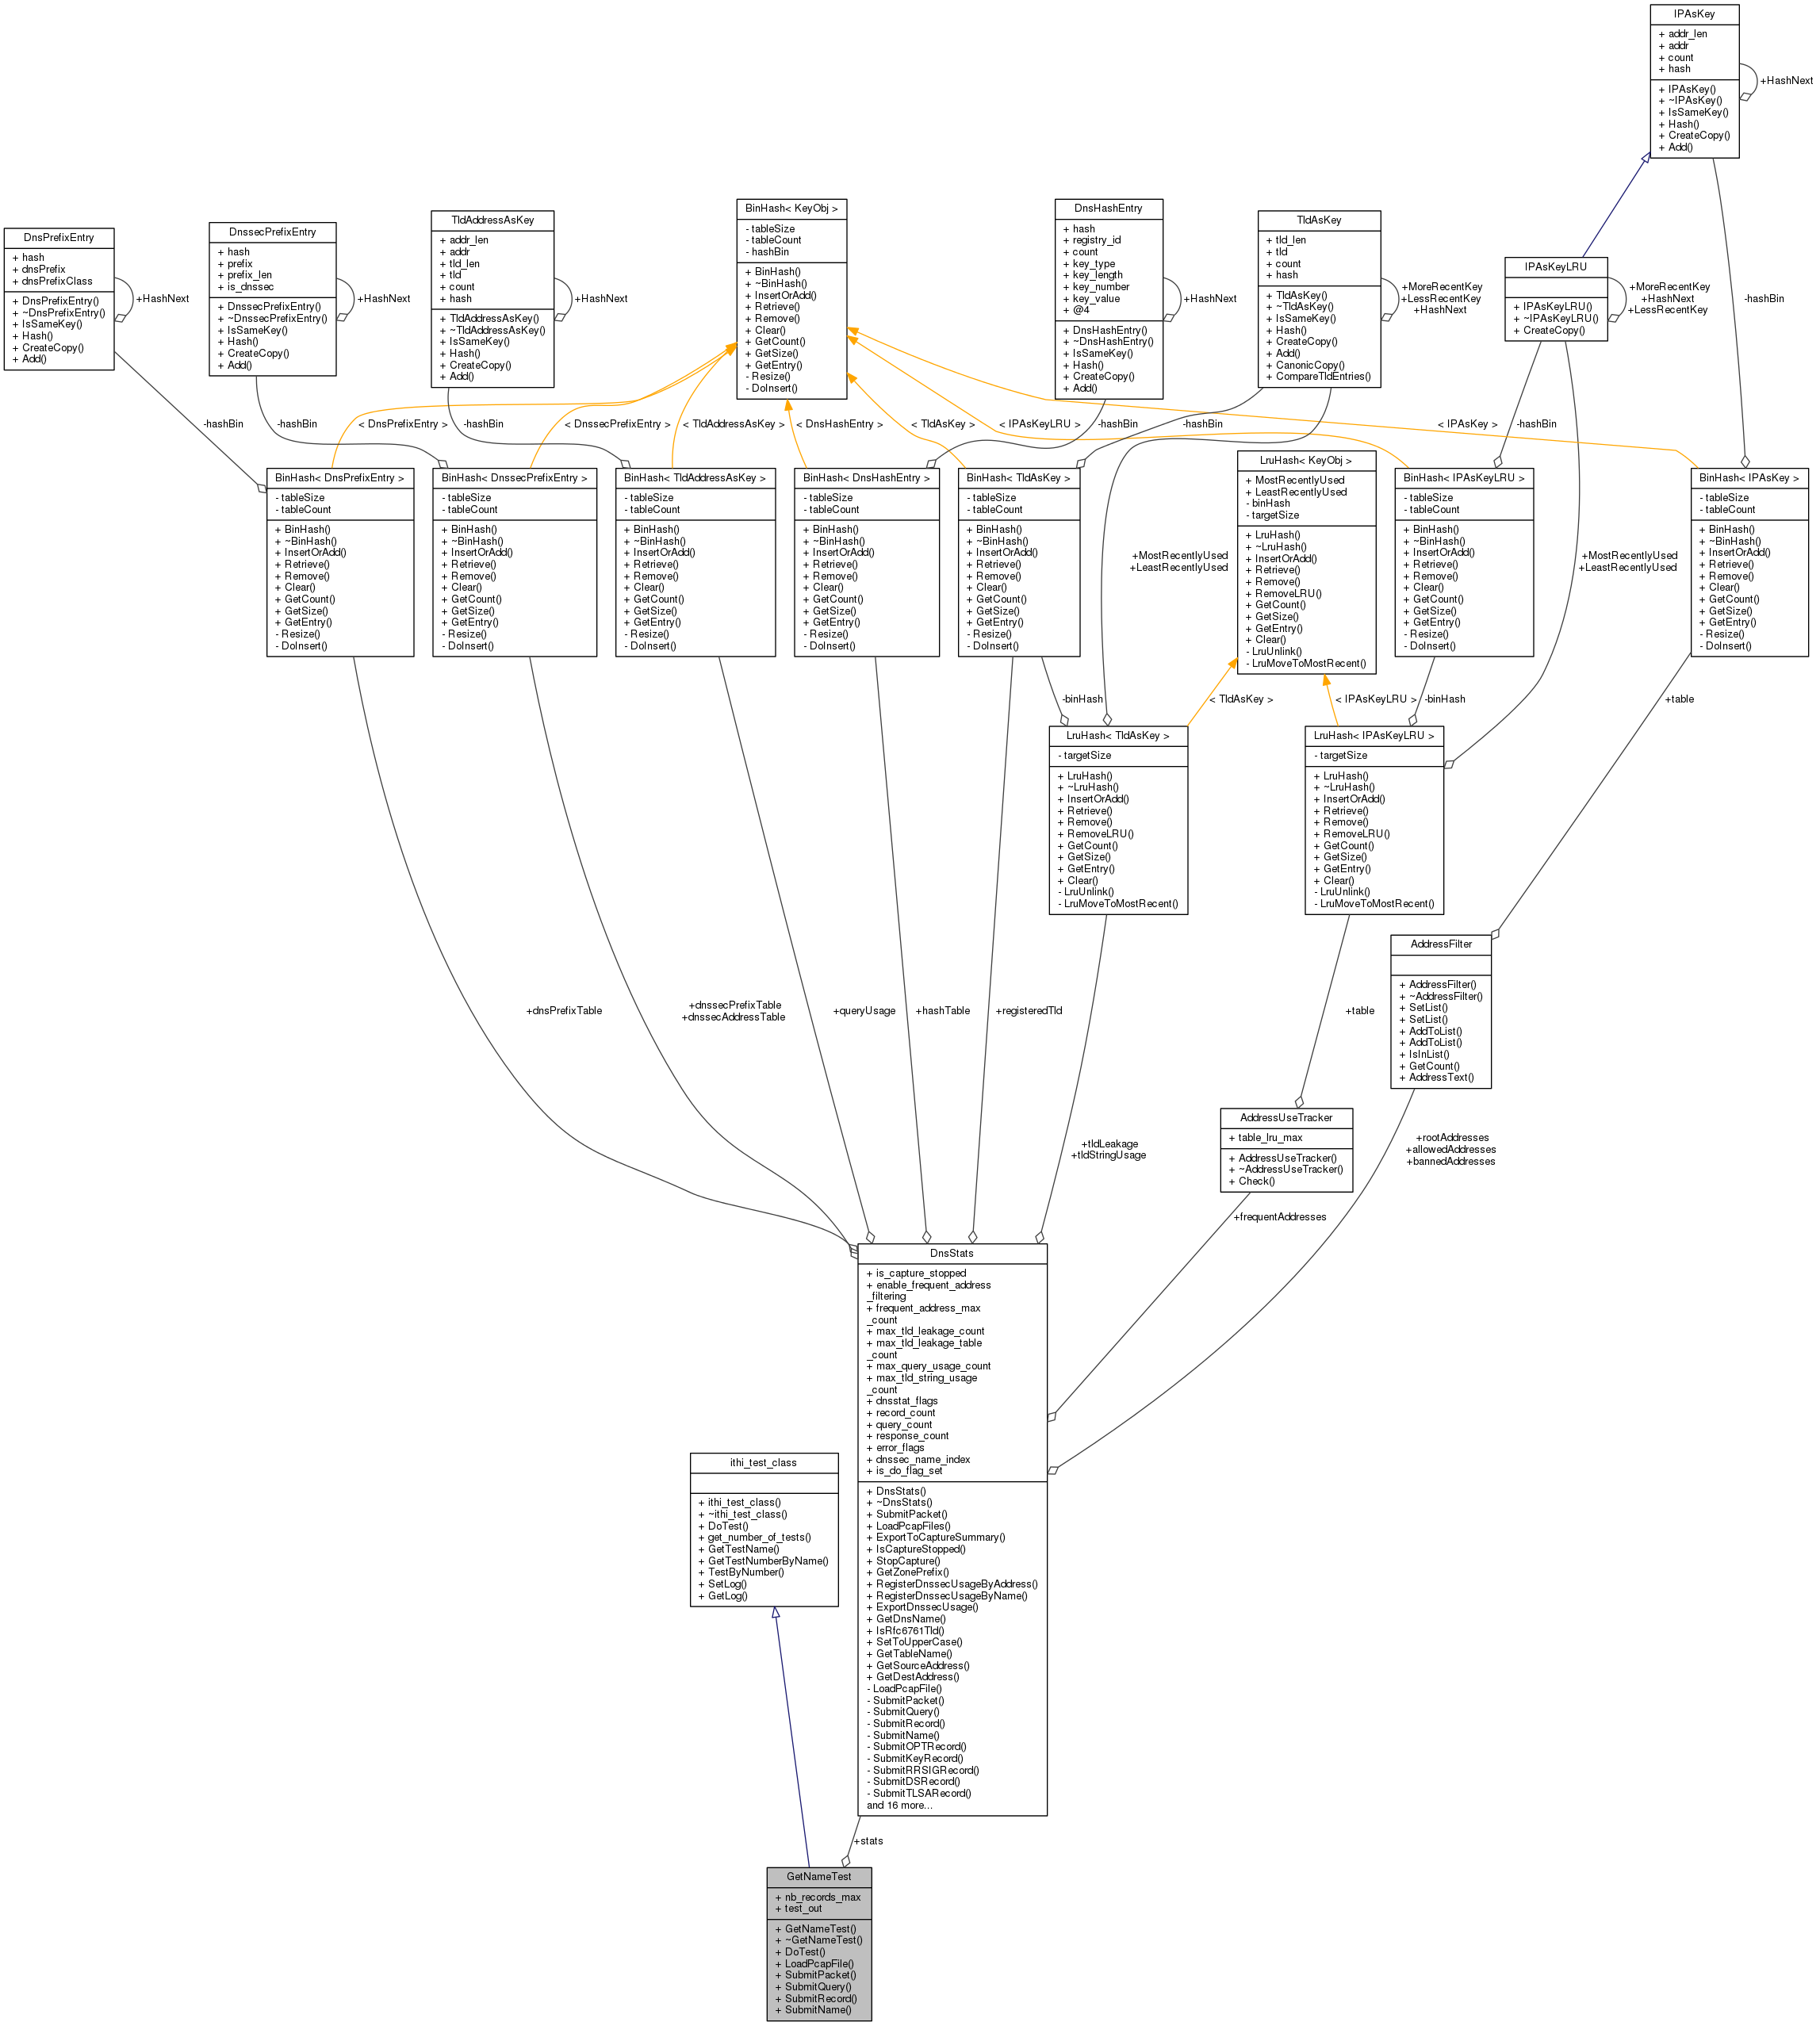 IPAsKey
+ addr_len
+ addr
+ count
+ hash
+ IPAsKey()
+ ~IPAsKey()
+ IsSameKey()
+ Hash()
+ CreateCopy()
+ Add()
+HashNext
DnsPrefixEntry
+ hash
+ dnsPrefix
+ dnsPrefixClass
+ DnsPrefixEntry()
+ ~DnsPrefixEntry()
+ IsSameKey()
+ Hash()
+ CreateCopy()
+ Add()
+HashNext
DnssecPrefixEntry
+ hash
+ prefix
+ prefix_len
+ is_dnssec
+ DnssecPrefixEntry()
+ ~DnssecPrefixEntry()
+ IsSameKey()
+ Hash()
+ CreateCopy()
+ Add()
+HashNext
TldAddressAsKey
+ addr_len
+ addr
+ tld_len
+ tld
+ count
+ hash
+ TldAddressAsKey()
+ ~TldAddressAsKey()
+ IsSameKey()
+ Hash()
+ CreateCopy()
+ Add()
+HashNext
BinHash< KeyObj >
- tableSize
- tableCount
- hashBin
+ BinHash()
+ ~BinHash()
+ InsertOrAdd()
+ Retrieve()
+ Remove()
+ Clear()
+ GetCount()
+ GetSize()
+ GetEntry()
- Resize()
- DoInsert()
DnsHashEntry
+ hash
+ registry_id
+ count
+ key_type
+ key_length
+ key_number
+ key_value
+ @4
+ DnsHashEntry()
+ ~DnsHashEntry()
+ IsSameKey()
+ Hash()
+ CreateCopy()
+ Add()
+HashNext
TldAsKey
+ tld_len
+ tld
+ count
+ hash
+ TldAsKey()
+ ~TldAsKey()
+ IsSameKey()
+ Hash()
+ CreateCopy()
+ Add()
+ CanonicCopy()
+ CompareTldEntries()
+MoreRecentKey
+LessRecentKey
+HashNext
IPAsKeyLRU
+ IPAsKeyLRU()
+ ~IPAsKeyLRU()
+ CreateCopy()
+MoreRecentKey
+HashNext
+LessRecentKey
-hashBin
-hashBin
< DnsPrefixEntry >
-hashBin
< DnssecPrefixEntry >
-hashBin
< TldAddressAsKey >
< DnsHashEntry >
< TldAsKey >
< IPAsKeyLRU >
-hashBin
-hashBin
< IPAsKey >
-hashBin
BinHash< DnsPrefixEntry >
- tableSize
- tableCount
+ BinHash()
+ ~BinHash()
+ InsertOrAdd()
+ Retrieve()
+ Remove()
+ Clear()
+ GetCount()
+ GetSize()
+ GetEntry()
- Resize()
- DoInsert()
BinHash< DnssecPrefixEntry >
- tableSize
- tableCount
+ BinHash()
+ ~BinHash()
+ InsertOrAdd()
+ Retrieve()
+ Remove()
+ Clear()
+ GetCount()
+ GetSize()
+ GetEntry()
- Resize()
- DoInsert()
BinHash< TldAddressAsKey >
- tableSize
- tableCount
+ BinHash()
+ ~BinHash()
+ InsertOrAdd()
+ Retrieve()
+ Remove()
+ Clear()
+ GetCount()
+ GetSize()
+ GetEntry()
- Resize()
- DoInsert()
BinHash< DnsHashEntry >
- tableSize
- tableCount
+ BinHash()
+ ~BinHash()
+ InsertOrAdd()
+ Retrieve()
+ Remove()
+ Clear()
+ GetCount()
+ GetSize()
+ GetEntry()
- Resize()
- DoInsert()
BinHash< TldAsKey >
- tableSize
- tableCount
+ BinHash()
+ ~BinHash()
+ InsertOrAdd()
+ Retrieve()
+ Remove()
+ Clear()
+ GetCount()
+ GetSize()
+ GetEntry()
- Resize()
- DoInsert()
+MostRecentlyUsed
+LeastRecentlyUsed
LruHash< KeyObj >
+ MostRecentlyUsed
+ LeastRecentlyUsed
- binHash
- targetSize
+ LruHash()
+ ~LruHash()
+ InsertOrAdd()
+ Retrieve()
+ Remove()
+ RemoveLRU()
+ GetCount()
+ GetSize()
+ GetEntry()
+ Clear()
- LruUnlink()
- LruMoveToMostRecent()
BinHash< IPAsKeyLRU >
- tableSize
- tableCount
+ BinHash()
+ ~BinHash()
+ InsertOrAdd()
+ Retrieve()
+ Remove()
+ Clear()
+ GetCount()
+ GetSize()
+ GetEntry()
- Resize()
- DoInsert()
+MostRecentlyUsed
+LeastRecentlyUsed
BinHash< IPAsKey >
- tableSize
- tableCount
+ BinHash()
+ ~BinHash()
+ InsertOrAdd()
+ Retrieve()
+ Remove()
+ Clear()
+ GetCount()
+ GetSize()
+ GetEntry()
- Resize()
- DoInsert()
-binHash
< TldAsKey >
< IPAsKeyLRU >
-binHash
+table
LruHash< TldAsKey >
- targetSize
+ LruHash()
+ ~LruHash()
+ InsertOrAdd()
+ Retrieve()
+ Remove()
+ RemoveLRU()
+ GetCount()
+ GetSize()
+ GetEntry()
+ Clear()
- LruUnlink()
- LruMoveToMostRecent()
LruHash< IPAsKeyLRU >
- targetSize
+ LruHash()
+ ~LruHash()
+ InsertOrAdd()
+ Retrieve()
+ Remove()
+ RemoveLRU()
+ GetCount()
+ GetSize()
+ GetEntry()
+ Clear()
- LruUnlink()
- LruMoveToMostRecent()
AddressFilter
+ AddressFilter()
+ ~AddressFilter()
+ SetList()
+ SetList()
+ AddToList()
+ AddToList()
+ IsInList()
+ GetCount()
+ AddressText()
+dnsPrefixTable
+dnssecPrefixTable
+dnssecAddressTable
+queryUsage
+hashTable
+registeredTld
+table
AddressUseTracker
+ table_lru_max
+ AddressUseTracker()
+ ~AddressUseTracker()
+ Check()
+tldLeakage
+tldStringUsage
+rootAddresses
+allowedAddresses
+bannedAddresses
+frequentAddresses
DnsStats
+ is_capture_stopped
+ enable_frequent_address
_filtering
+ frequent_address_max
_count
+ max_tld_leakage_count
+ max_tld_leakage_table
_count
+ max_query_usage_count
+ max_tld_string_usage
_count
+ dnsstat_flags
+ record_count
+ query_count
+ response_count
+ error_flags
+ dnssec_name_index
+ is_do_flag_set
+ DnsStats()
+ ~DnsStats()
+ SubmitPacket()
+ LoadPcapFiles()
+ ExportToCaptureSummary()
+ IsCaptureStopped()
+ StopCapture()
+ GetZonePrefix()
+ RegisterDnssecUsageByAddress()
+ RegisterDnssecUsageByName()
+ ExportDnssecUsage()
+ GetDnsName()
+ IsRfc6761Tld()
+ SetToUpperCase()
+ GetTableName()
+ GetSourceAddress()
+ GetDestAddress()
- LoadPcapFile()
- SubmitPacket()
- SubmitQuery()
- SubmitRecord()
- SubmitName()
- SubmitOPTRecord()
- SubmitKeyRecord()
- SubmitRRSIGRecord()
- SubmitDSRecord()
- SubmitTLSARecord()
and 16 more...
ithi_test_class
+ ithi_test_class()
+ ~ithi_test_class()
+ DoTest()
+ get_number_of_tests()
+ GetTestName()
+ GetTestNumberByName()
+ TestByNumber()
+ SetLog()
+ GetLog()
+stats
GetNameTest
+ nb_records_max
+ test_out
+ GetNameTest()
+ ~GetNameTest()
+ DoTest()
+ LoadPcapFile()
+ SubmitPacket()
+ SubmitQuery()
+ SubmitRecord()
+ SubmitName()